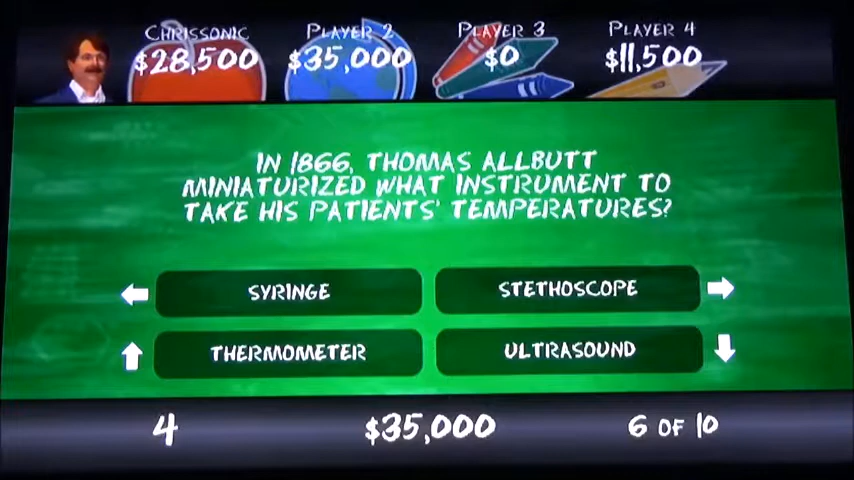 CHRISSONIC
$28,500
PLAYER 2
$35,000
PLAYER 3
$0
PLAYER 4
$11,500
IN 1866, THOMAS ALLBUTT
MINIATURIZED WHAT INSTRUMENT TO
TAKE HIS PATIENTS' TEMPERATURES?
SYRINGE
STETHOSCOPE
THERMOMETER
ULTRASOUND
4
$35,000
6 OF 10